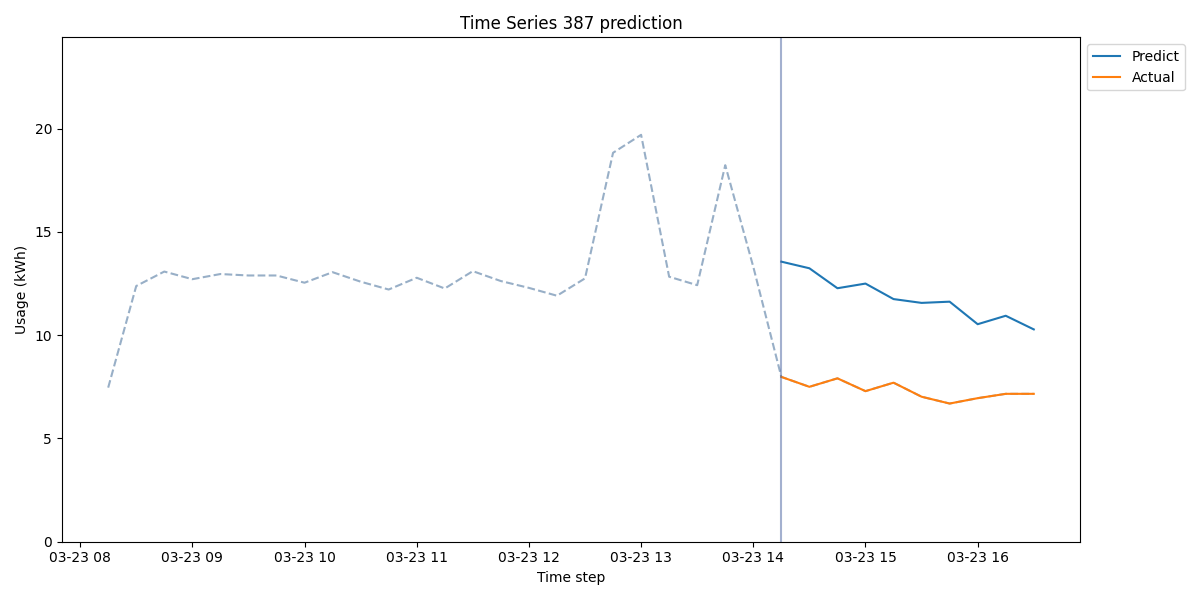 Time Series 387 prediction
Predict
Actual
Usage (kWh)
20
15
10
5
0
03-23 08 03-23 09 03-23 10 03-23 11 03-23 12 03-23 13 03-23 14 03-23 15 03-23 16
Time step